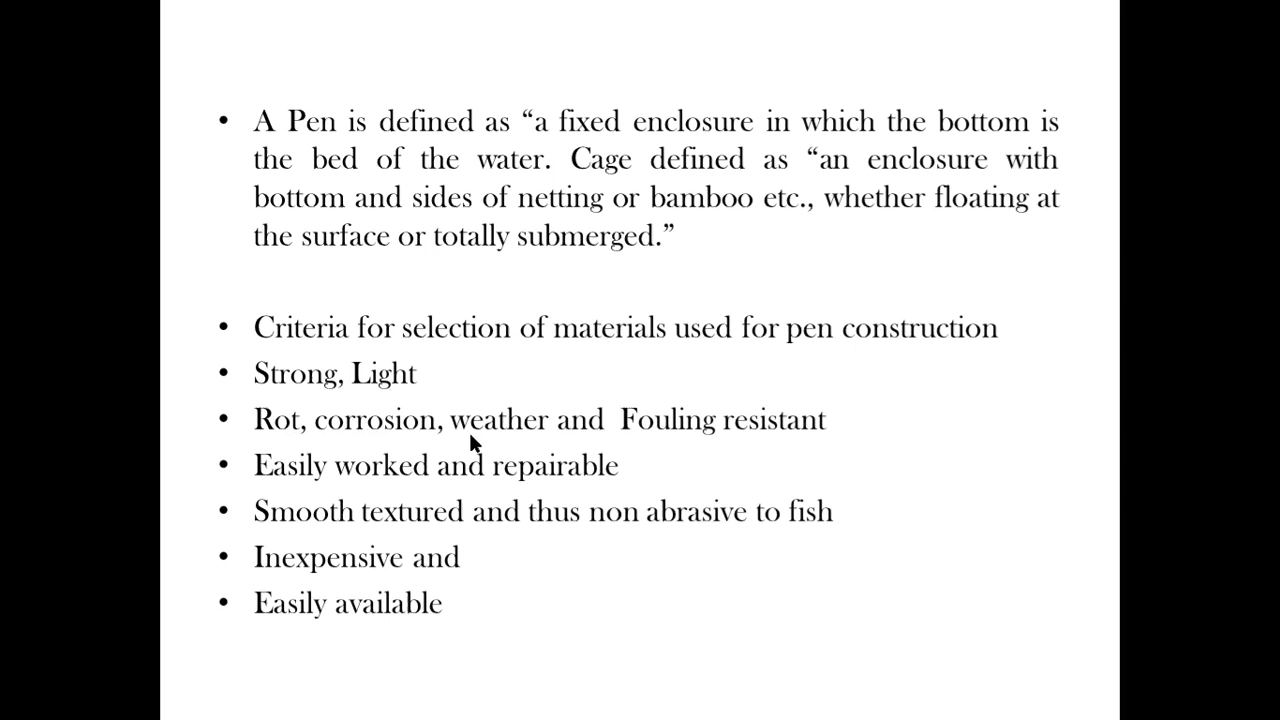 • A Pen is defined as “a fixed enclosure in which the bottom is
the bed of the water. Cage defined as “an enclosure with
bottom and sides of netting or bamboo etc., whether floating at
the surface or totally submerged.”
• Criteria for selection of materials used for pen construction
• Strong, Light
• Rot, corrosion, weather and  Fouling resistant
• Easily worked and repairable
• Smooth textured and thus non abrasive to fish
• Inexpensive and
• Easily available